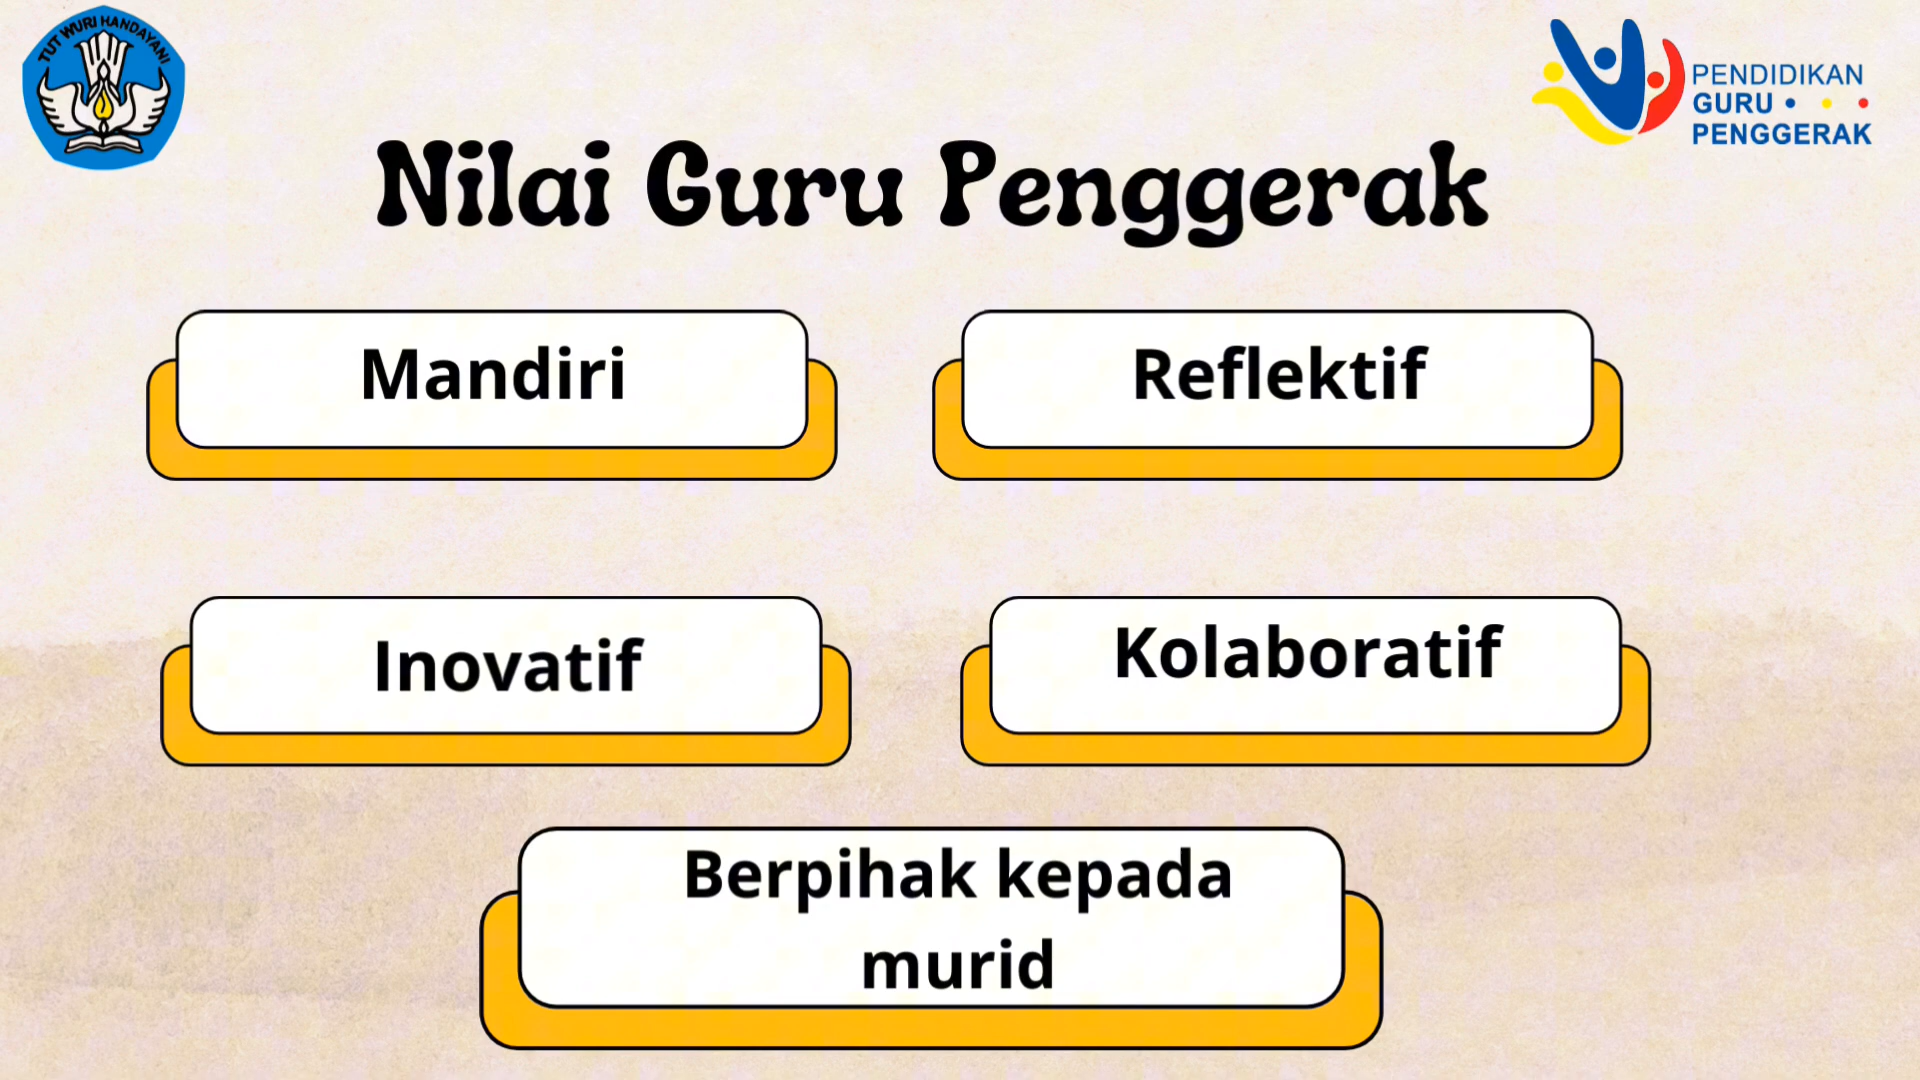 TUT WURI HANDAYANI
PENDIDIKAN
GURU
PENGGERAK
Nilai Guru Penggerak
Mandiri
Reflektif
Inovatif
Kolaboratif
Berpihak kepada
murid